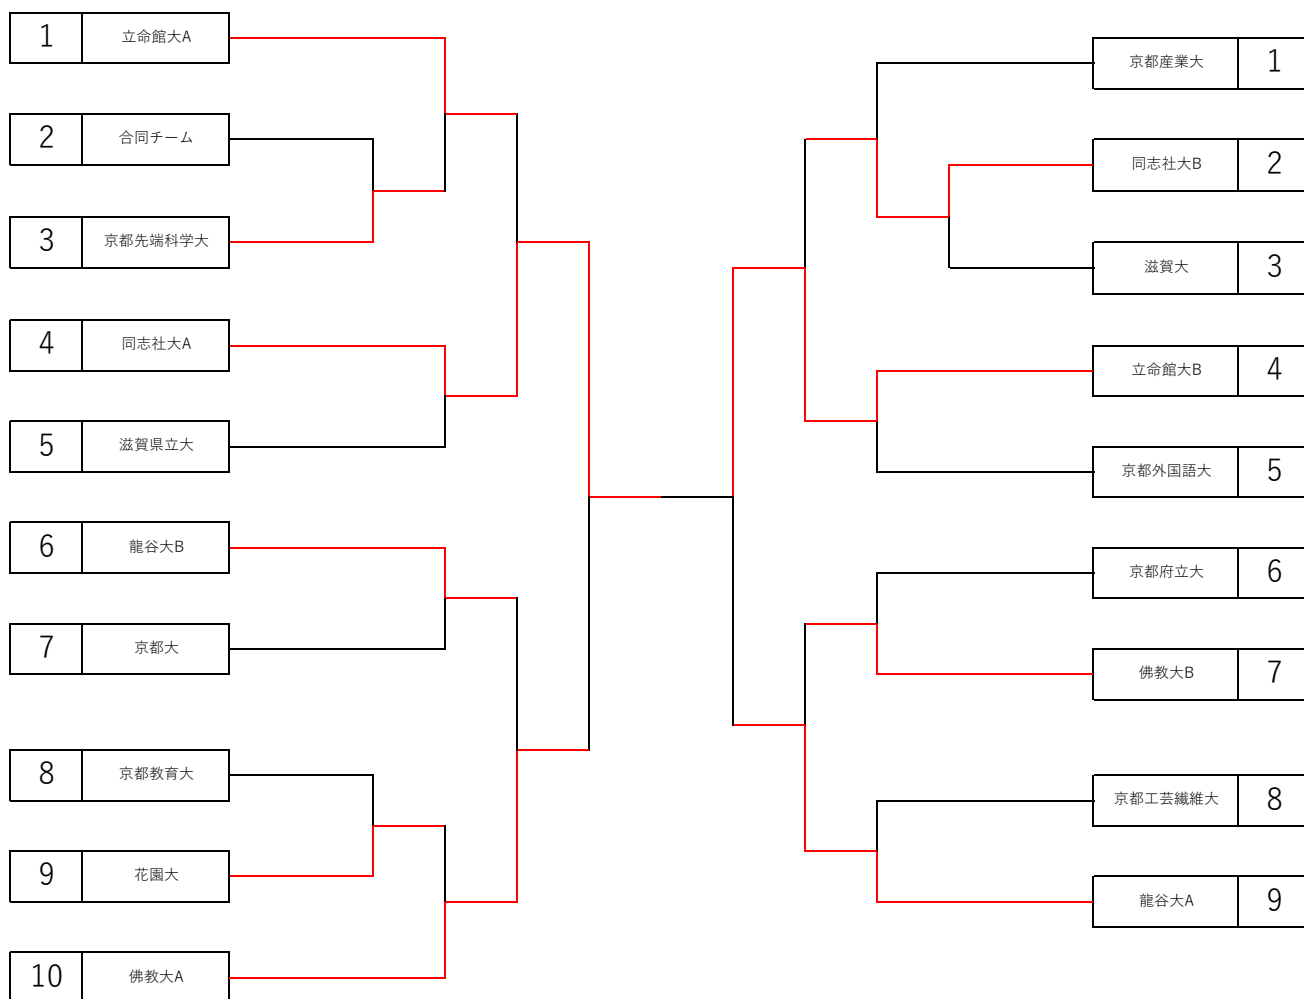 1 立命館大A
2 合同チーム
3 京都先端科学大
4 同志社大A
5 滋賀県立大
6 龍谷大B
7 京都大
8 京都教育大
9 花園大
10 佛教大A
京都産業大 1
同志社大B 2
滋賀大 3
立命館大B 4
京都外国語大 5
京都府立大 6
佛教大B 7
京都工芸繊維大 8
龍谷大A 9